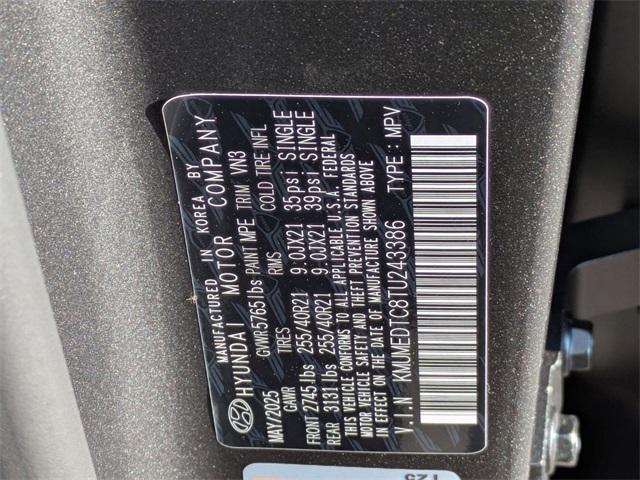 MANUFACTURED IN KOREA BY
HYUNDAI MOTOR COMPANY
MAY/2025 GVWR 5765 lbs PAINT MPE TRIM VN3
GAWR TIRES RIMS COLD TIRE INFL
FRONT 2745 lbs 255/40R21 9.0JX21 35psi SINGLE
REAR 3131 lbs 255/40R21 9.0JX21 39psi SINGLE
THIS VEHICLE CONFORMS TO ALL APPLICABLE U.S.A. FEDERAL
MOTOR VEHICLE SAFETY AND THEFT PREVENTION STANDARDS
IN EFFECT ON THE DATE OF MANUFACTURE SHOWN ABOVE
V.I.N KMUMEDTC8TU243386 TYPE : MPV